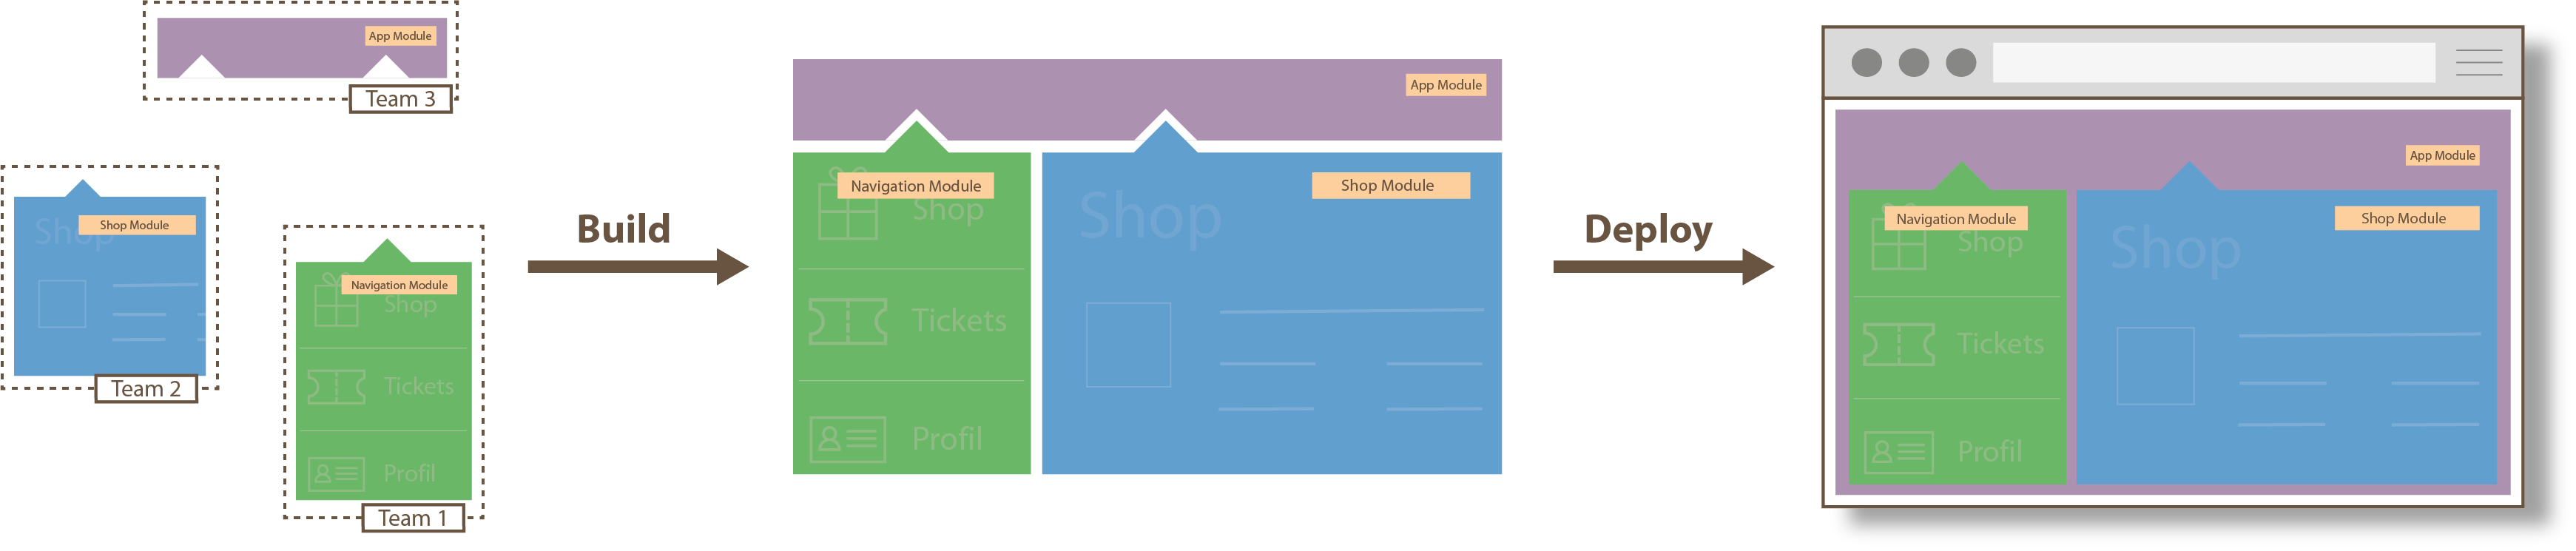 App Module
Team 3
Shop
Shop Module
Team 2
Navigation Module
Shop
Tickets
Profil
Team 1
Build
App Module
Navigation Module
Shop
Tickets
Profil
Shop Module
Shop
Deploy
App Module
Navigation Module
Shop
Tickets
Profil
Shop Module
Shop